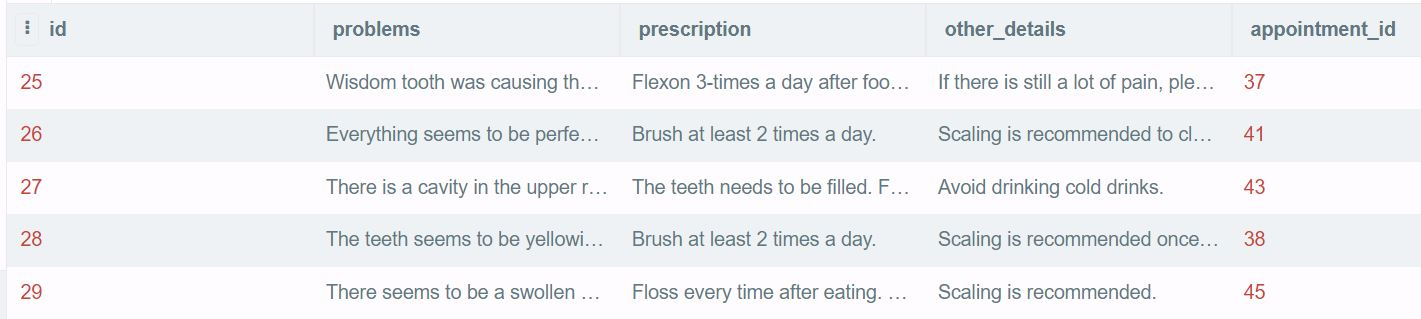 id problems prescription other_details appointment_id
25 Wisdom tooth was causing th… Flexon 3-times a day after foo… If there is still a lot of pain, ple… 37
26 Everything seems to be perfe… Brush at least 2 times a day. Scaling is recommended to cl… 41
27 There is a cavity in the upper r… The teeth needs to be filled. F… Avoid drinking cold drinks. 43
28 The teeth seems to be yellowi… Brush at least 2 times a day. Scaling is recommended once… 38
29 There seems to be a swollen … Floss every time after eating. … Scaling is recommended. 45